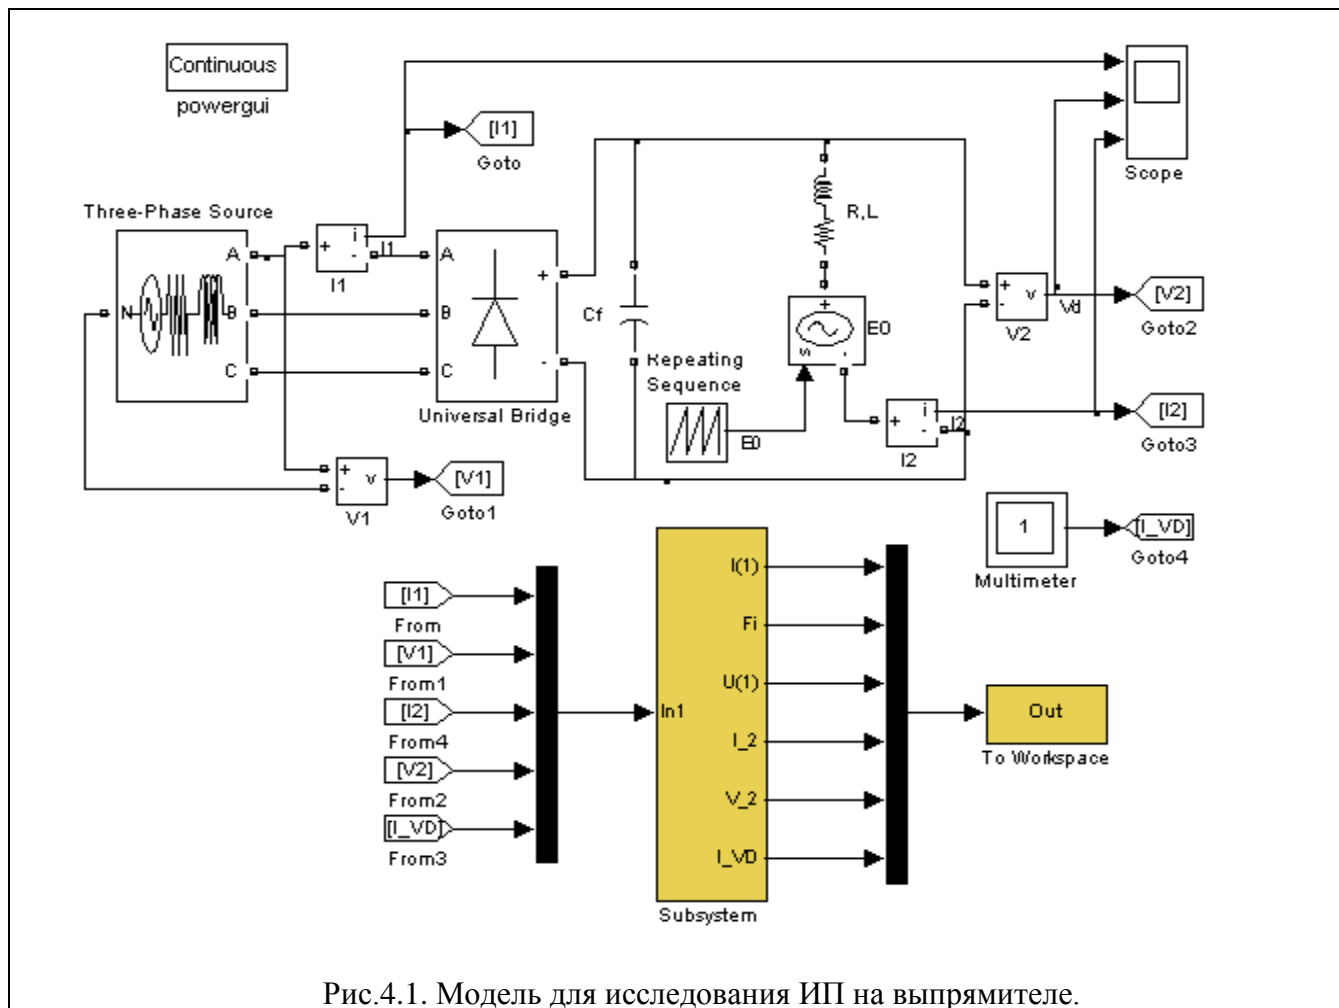 Continuous
powergui
[I1]
Goto
Scope
Three-Phase Source
A
B
C
N
+
i
-
I1
I1
A
B
C
+
-
Universal Bridge
Cf
R,L
+
s
-
E0
Repeating
Sequence
E0
+
i
-
I2
I2
+
-
v
Vd
V2
[V2]
Goto2
[I2]
Goto3
+
-
v
V1
[V1]
Goto1
1
Multimeter
[I_VD]
Goto4
[I1]
From
[V1]
From1
[I2]
From4
[V2]
From2
[I_VD]
From3
In1
I(1)
Fi
U(1)
I_2
V_2
I_VD
Subsystem
Out
To Workspace
Рис.4.1. Модель для исследования ИП на выпрямителе.